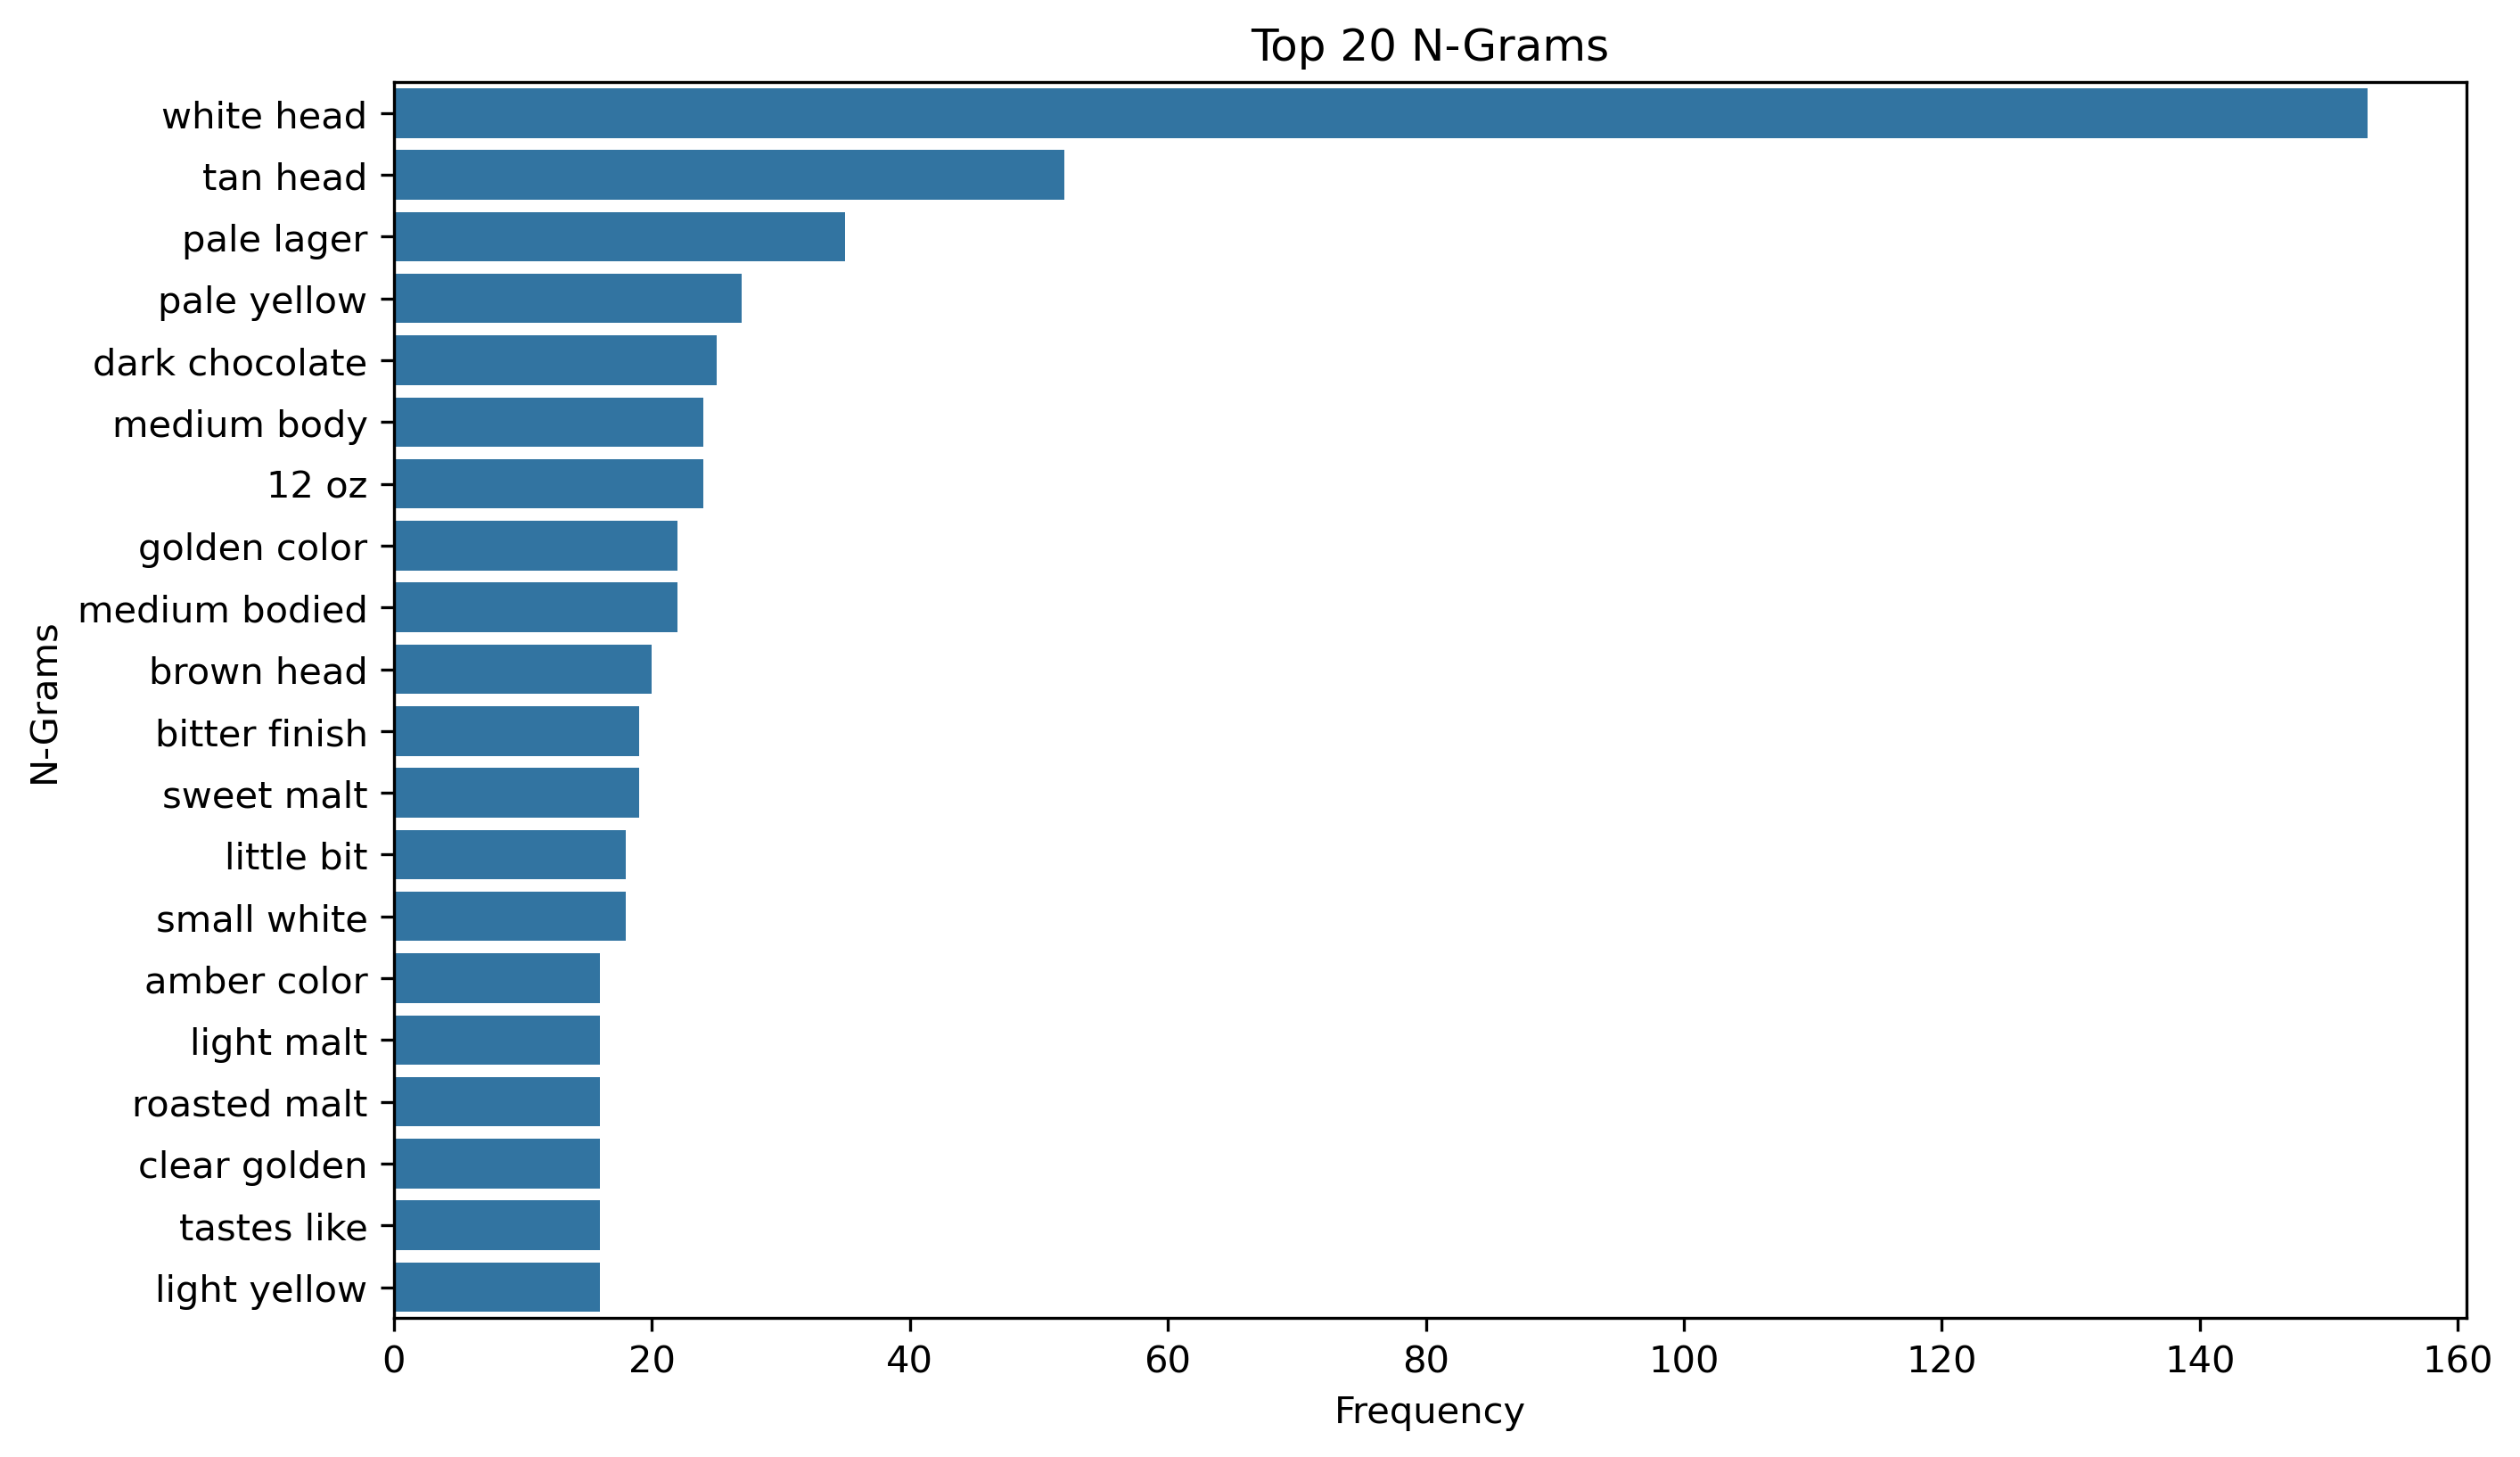 Top 20 N-Grams
white head
tan head
pale lager
pale yellow
dark chocolate
medium body
12 oz
golden color
medium bodied
brown head
bitter finish
sweet malt
little bit
small white
amber color
light malt
roasted malt
clear golden
tastes like
light yellow
N-Grams
0 20 40 60 80 100 120 140 160
Frequency